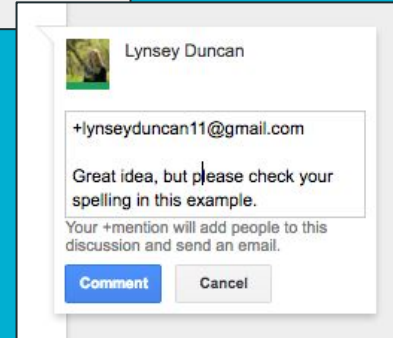 Lynsey Duncan
+lynseyduncan11@gmail.com
Great idea, but please check your
spelling in this example.
Your +mention will add people to this
discussion and send an email.
Comment Cancel